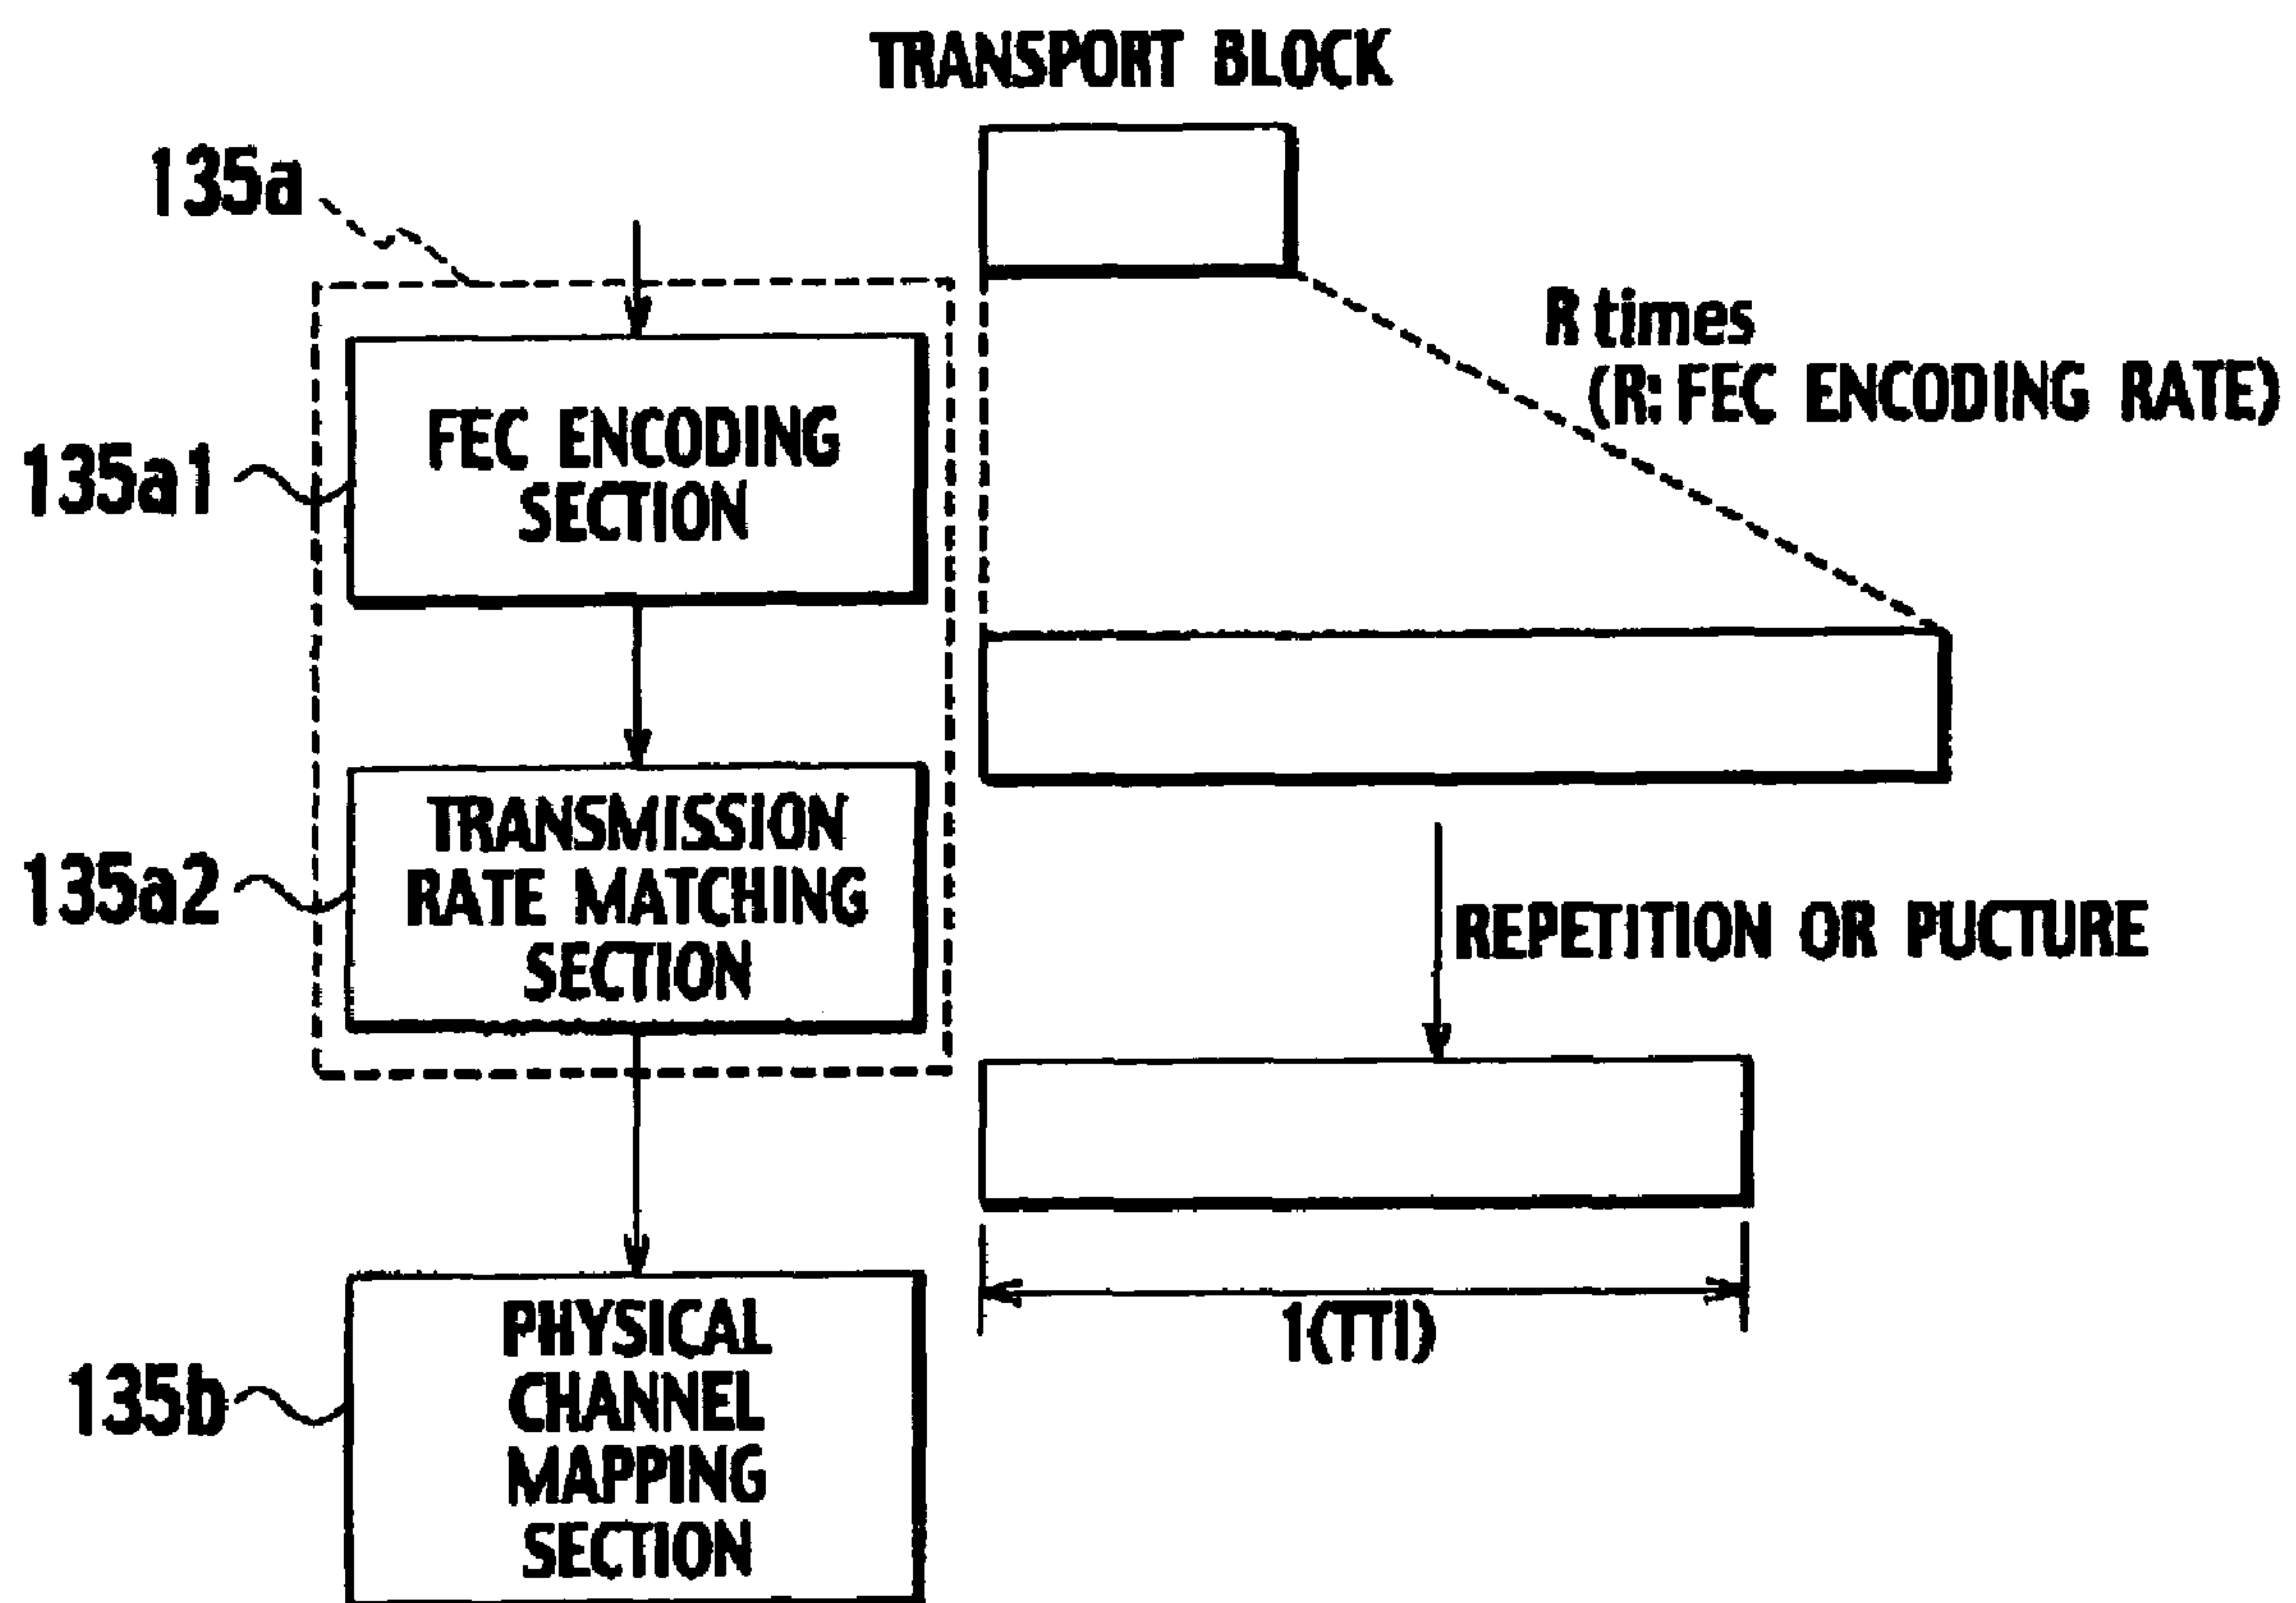 TRANSPORT BLOCK
135a
R times
(R: FEC ENCODING RATE)
135a1
FEC ENCODING
SECTION
135a2
TRANSMISSION
RATE MATCHING
SECTION
REPETITION OR PUCTURE
1(TTI)
135b
PHYSICAL
CHANNEL
MAPPING
SECTION